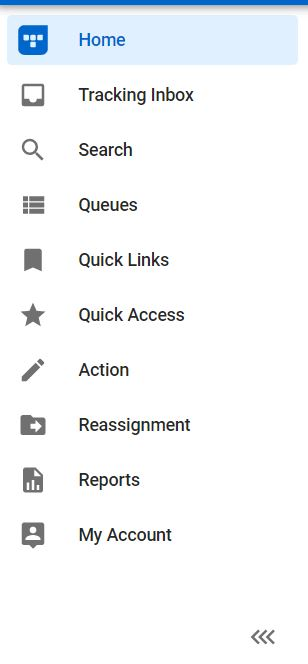 Home
Tracking Inbox
Search
Queues
Quick Links
Quick Access
Action
Reassignment
Reports
My Account